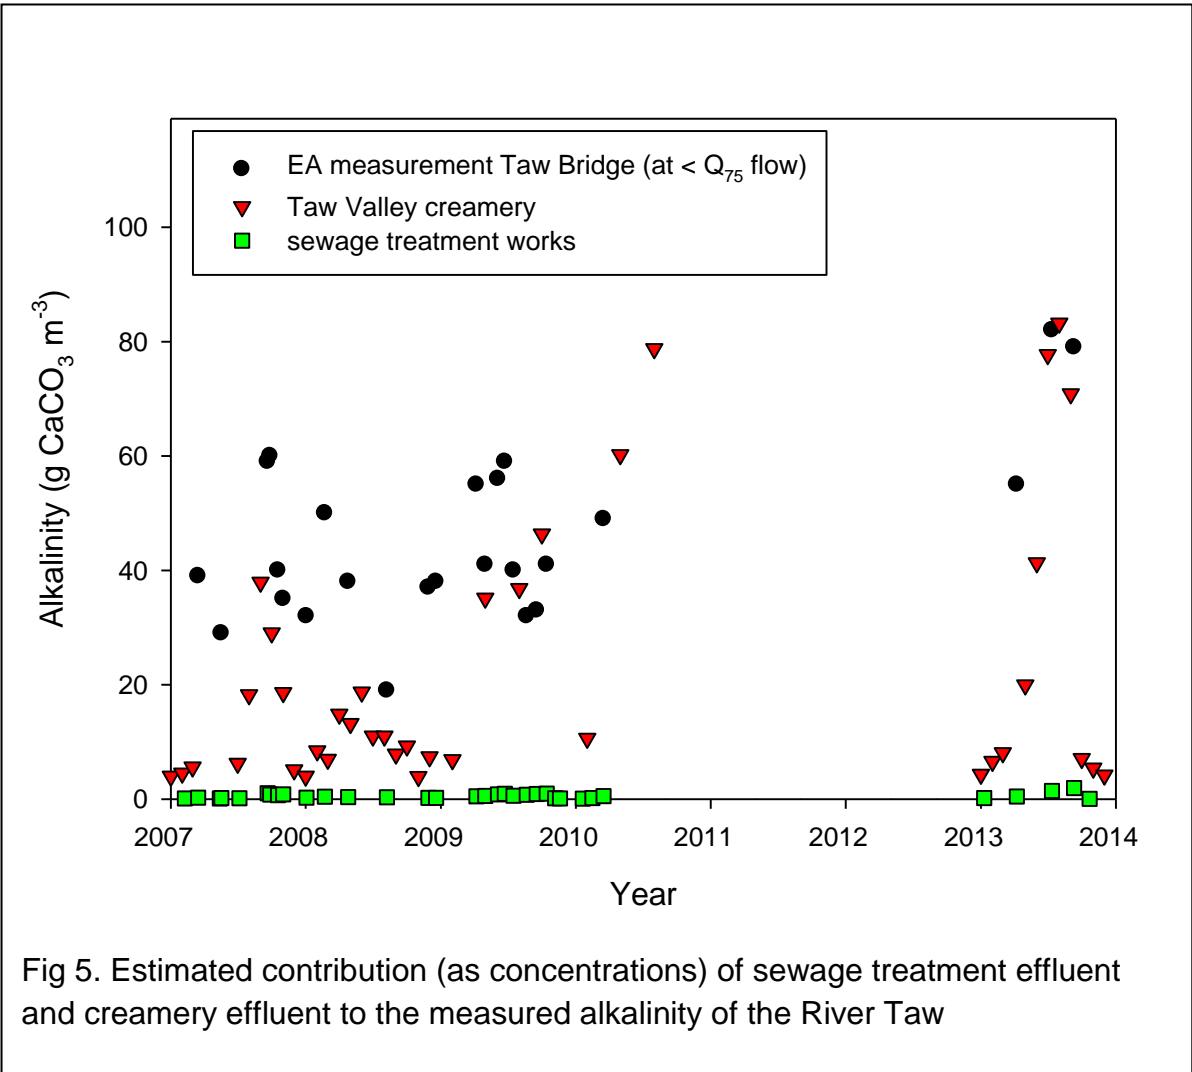 EA measurement Taw Bridge (at < Q75 flow)
Taw Valley creamery
sewage treatment works
Alkalinity (g CaCO3 m-3)
100
80
60
40
20
0
2007 2008 2009 2010 2011 2012 2013 2014
Year
Fig 5. Estimated contribution (as concentrations) of sewage treatment effluent
and creamery effluent to the measured alkalinity of the River Taw